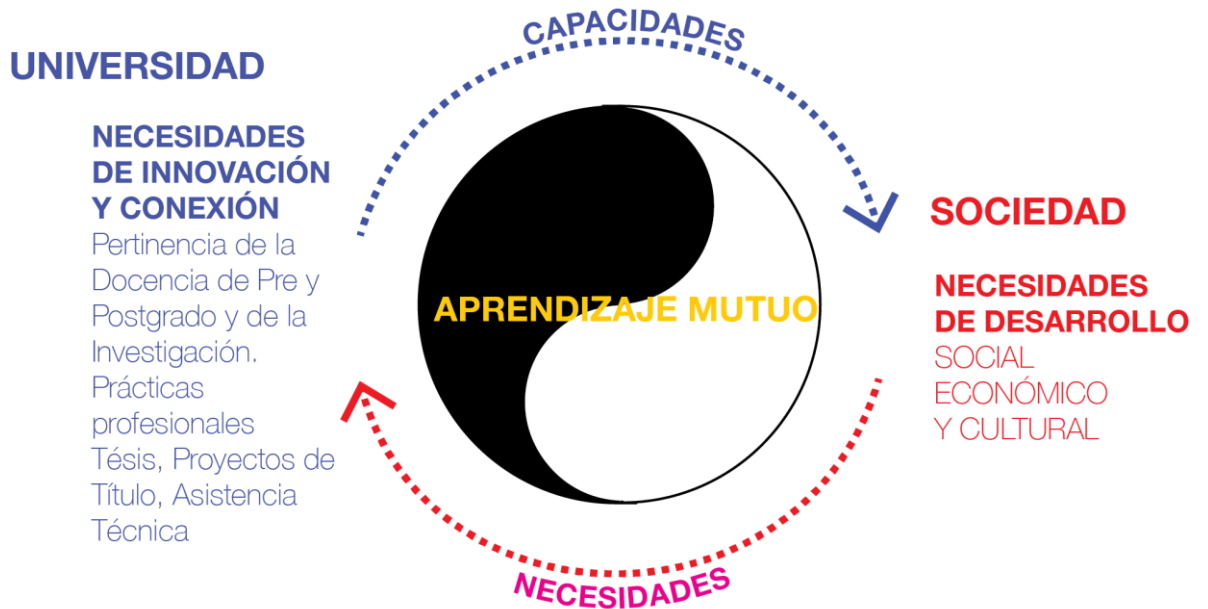 CAPACIDADES
UNIVERSIDAD
NECESIDADES
DE INNOVACIÓN
Y CONEXIÓN
Pertinencia de la
Docencia de Pre y
Postgrado y de la
Investigación.
Prácticas
profesionales
Tésis, Proyectos de
Título, Asistencia
Técnica
APRENDIZAJE MUTUO
SOCIEDAD
NECESIDADES
DE DESARROLLO
SOCIAL
ECONÓMICO
Y CULTURAL
NECESIDADES